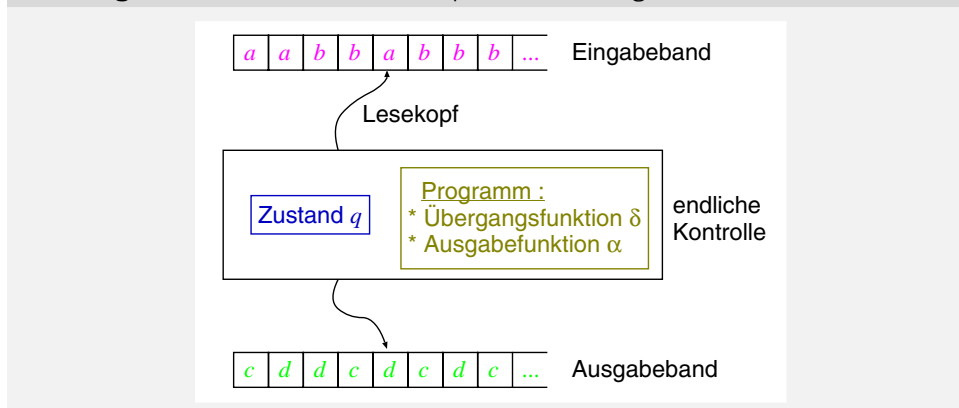 a a b b a b b b ... Eingabeband
Lesekopf
Zustand q
Programm :
* Übergangsfunktion δ
* Ausgabefunktion α
endliche
Kontrolle
c d d c d c d c ... Ausgabeband